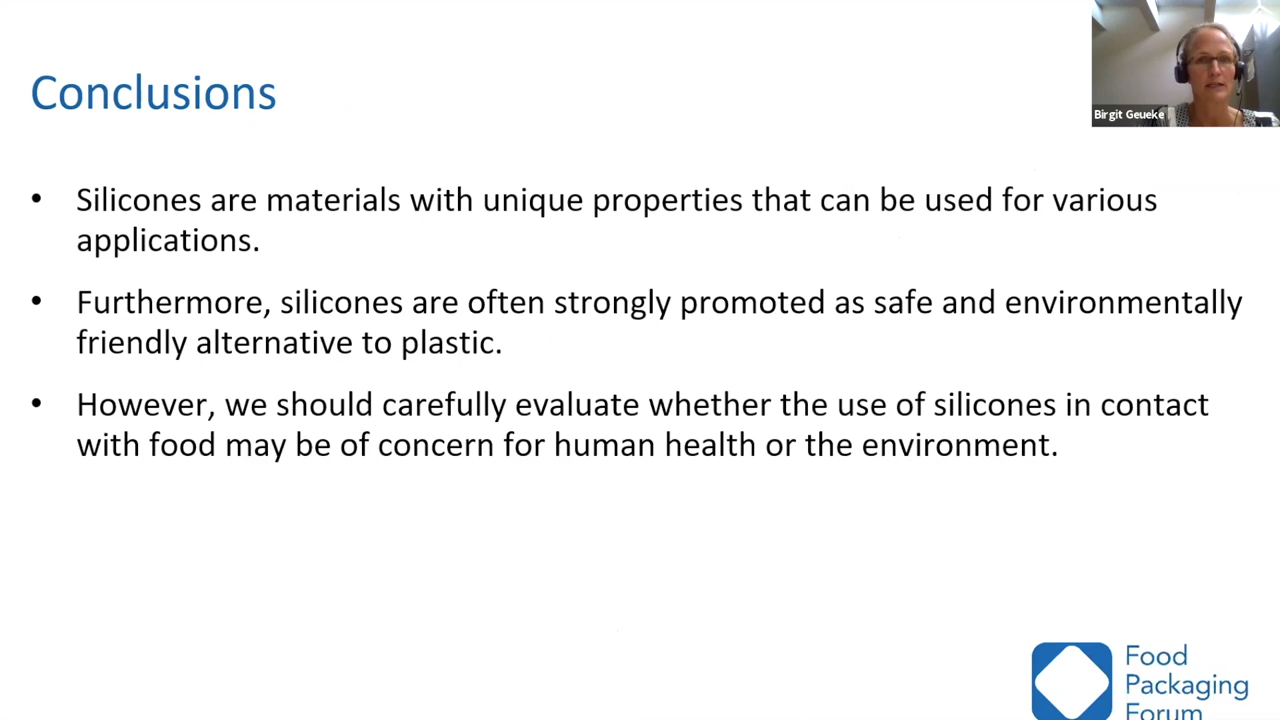 Conclusions
Birgit Geueke
• Silicones are materials with unique properties that can be used for various
applications.
• Furthermore, silicones are often strongly promoted as safe and environmentally
friendly alternative to plastic.
• However, we should carefully evaluate whether the use of silicones in contact
with food may be of concern for human health or the environment.
Food
Packaging
Forum